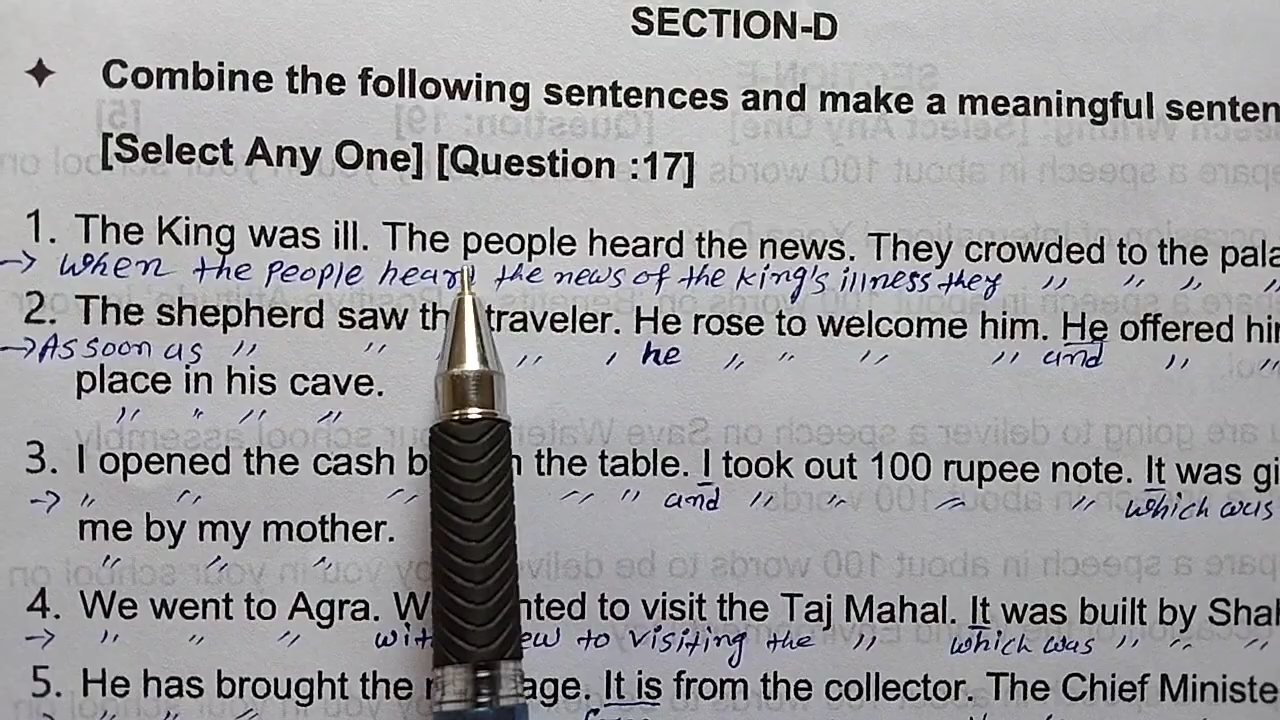 SECTION-D
✦ Combine the following sentences and make a meaningful senten
[Select Any One] [Question :17]
1. The King was ill. The people heard the news. They crowded to the pala
→ When the people heard the news of the king's illness they " " " "
2. The shepherd saw th traveler. He rose to welcome him. He offered hi
→ As soon as " " " , he " " " " and " "
place in his cave.
" " " "
3. I opened the cash b n the table. I took out 100 rupee note. It was gi
→ " " " " " and " " " " which was
me by my mother.
" " "
4. We went to Agra. W nted to visit the Taj Mahal. It was built by Sha
→ " " " wit ew to visiting the " which was " " "
5. He has brought the age. It is from the collector. The Chief Ministe